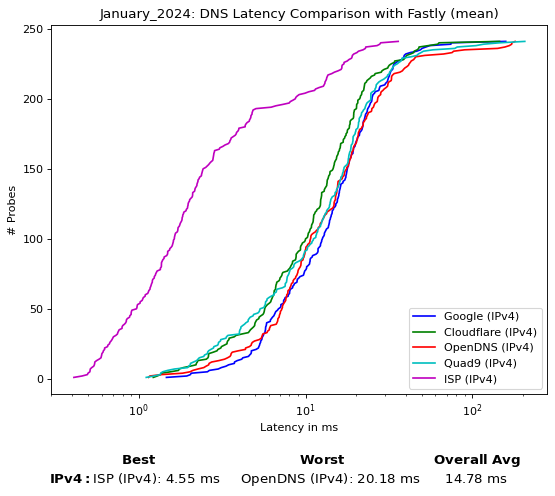 January_2024: DNS Latency Comparison with Fastly (mean)
250
200
150
100
50
0
# Probes
10⁰ 10¹ 10²
Latency in ms
Google (IPv4)
Cloudflare (IPv4)
OpenDNS (IPv4)
Quad9 (IPv4)
ISP (IPv4)
Best Worst Overall Avg
IPv4: ISP (IPv4): 4.55 ms OpenDNS (IPv4): 20.18 ms 14.78 ms